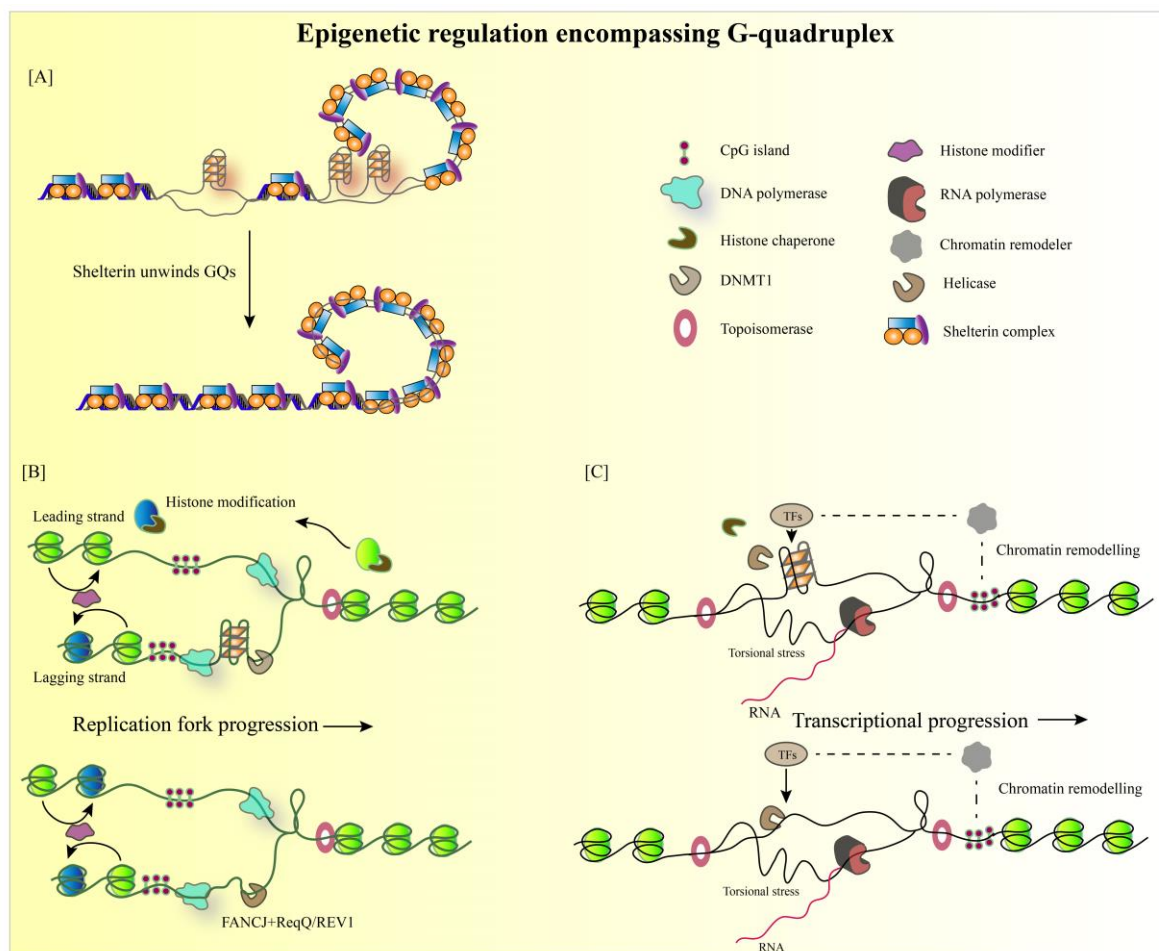 Epigenetic regulation encompassing G-quadruplex
[A]
Shelterin unwinds GQs
CpG island
Histone modifier
DNA polymerase
RNA polymerase
Histone chaperone
Chromatin remodeler
DNMT1
Helicase
Topoisomerase
Shelterin complex
[B]
Histone modification
Leading strand
Lagging strand
Replication fork progression
FANCJ+ReqQ/REV1
[C]
TFs
Chromatin remodelling
Torsional stress
RNA
Transcriptional progression
TFs
Chromatin remodelling
Torsional stress
RNA